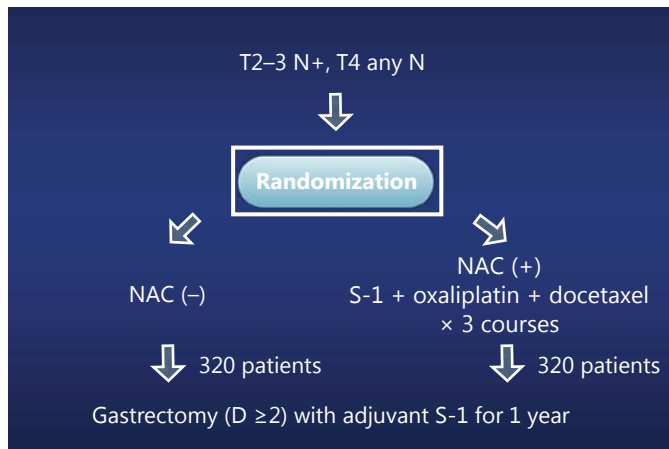 T2–3 N+, T4 any N
Randomization
NAC (–)
NAC (+)
S-1 + oxaliplatin + docetaxel
× 3 courses
320 patients
320 patients
Gastrectomy (D ≥2) with adjuvant S-1 for 1 year